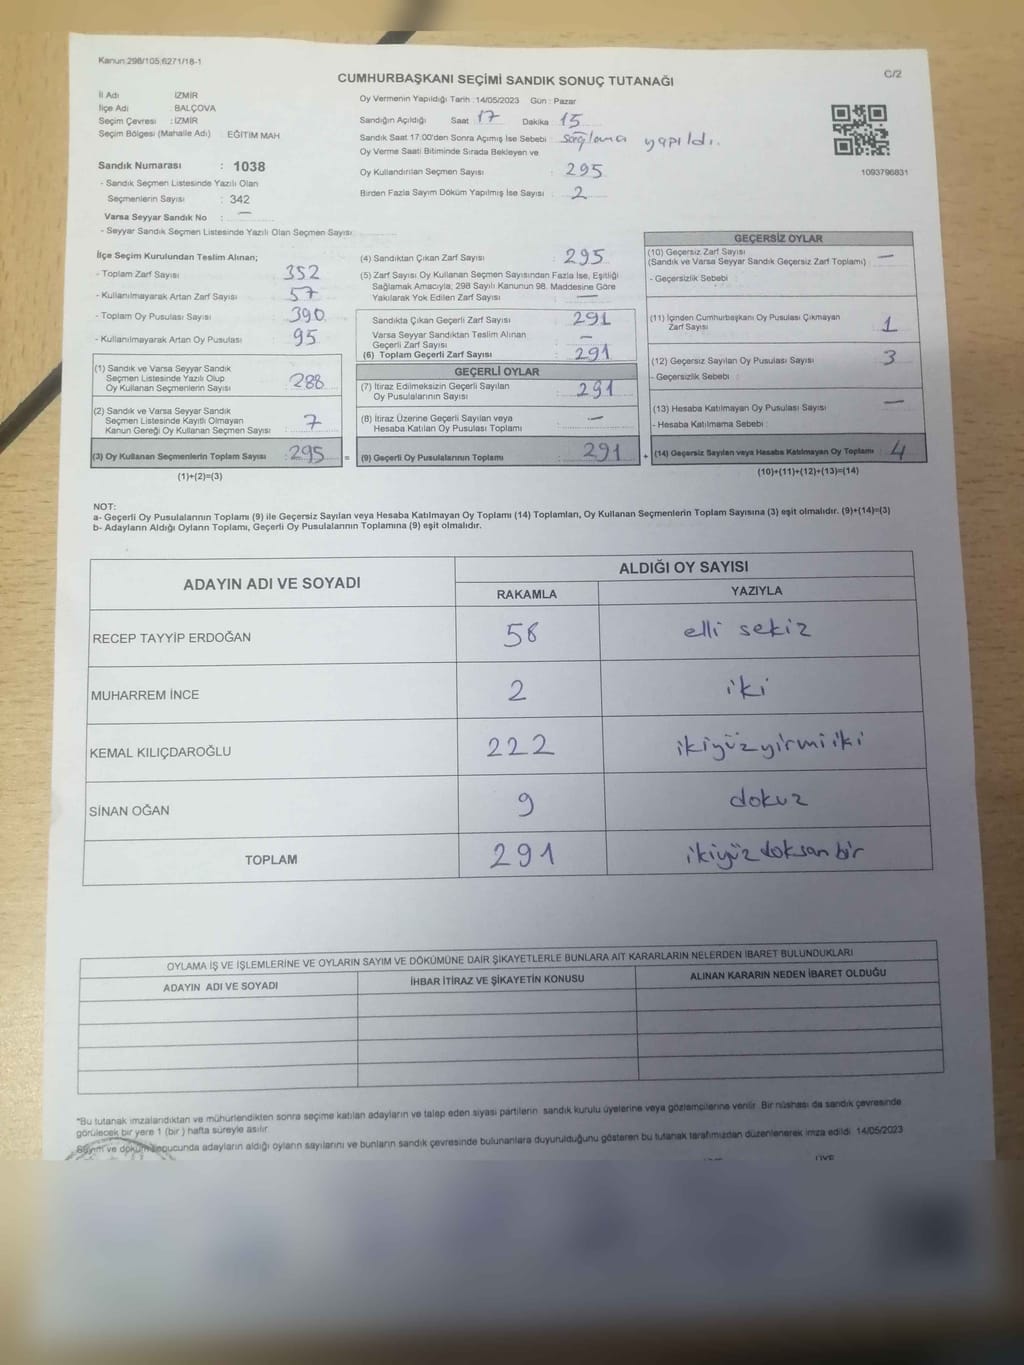 Kanun:298/105,6271/18-1
C/2
CUMHURBAŞKANI SEÇİMİ SANDIK SONUÇ TUTANAĞI
İl Adı : İZMİR
İlçe Adı : BALÇOVA
Seçim Çevresi : İZMİR
Seçim Bölgesi (Mahalle Adı) : EĞİTİM MAH
Sandık Numarası : 1038
- Sandık Seçmen Listesinde Yazılı Olan
Seçmenlerin Sayısı : 342
Varsa Seyyar Sandık No : —
- Seyyar Sandık Seçmen Listesinde Yazılı Olan Seçmen Sayısı :
Oy Vermenin Yapıldığı Tarih : 14/05/2023 Gün : Pazar
Sandığın Açıldığı Saat 17 Dakika 15
Sandık Saat 17:00'den Sonra Açımış İse Sebebi : sağlama yapıldı.
Oy Verme Saati Bitiminde Sırada Bekleyen ve
Oy Kullandırılan Seçmen Sayısı : 295
Birden Fazla Sayım Döküm Yapılmış İse Sayısı : 2
1093796831
İlçe Seçim Kurulundan Teslim Alınan;
- Toplam Zarf Sayısı : 352
- Kullanılmayarak Artan Zarf Sayısı : 57
- Toplam Oy Pusulası Sayısı : 390
- Kullanılmayarak Artan Oy Pusulası : 95
(1) Sandık ve Varsa Seyyar Sandık
Seçmen Listesinde Yazılı Olup
Oy Kullanan Seçmenlerin Sayısı : 288
(2) Sandık ve Varsa Seyyar Sandık
Seçmen Listesinde Kayıtlı Olmayan
Kanun Gereği Oy Kullanan Seçmen Sayısı : 7
(3) Oy Kullanan Seçmenlerin Toplam Sayısı : 295 =
(1)+(2)=(3)
(4) Sandıktan Çıkan Zarf Sayısı : 295
(5) Zarf Sayısı Oy Kullanan Seçmen Sayısından Fazla İse, Eşitliği
Sağlamak Amacıyla, 298 Sayılı Kanunun 98. Maddesine Göre
Yakılarak Yok Edilen Zarf Sayısı : —
Sandıkta Çıkan Geçerli Zarf Sayısı : 291
Varsa Seyyar Sandıktan Teslim Alınan
Geçerli Zarf Sayısı : —
(6) Toplam Geçerli Zarf Sayısı : 291
GEÇERLİ OYLAR
(7) İtiraz Edilmeksizin Geçerli Sayılan
Oy Pusulalarının Sayısı : 291
(8) İtiraz Üzerine Geçerli Sayılan veya
Hesaba Katılan Oy Pusulası Toplamı : —
(9) Geçerli Oy Pusulalarının Toplamı : 291 +
GEÇERSİZ OYLAR
(10) Geçersiz Zarf Sayısı
(Sandık ve Varsa Seyyar Sandık Geçersiz Zarf Toplamı) : —
- Geçersizlik Sebebi :
(11) İçinden Cumhurbaşkanı Oy Pusulası Çıkmayan
Zarf Sayısı : 1
(12) Geçersiz Sayılan Oy Pusulası Sayısı : 3
- Geçersizlik Sebebi :
(13) Hesaba Katılmayan Oy Pusulası Sayısı : —
- Hesaba Katılmama Sebebi :
(14) Geçersiz Sayılan veya Hesaba Katılmayan Oy Toplamı : 4
(10)+(11)+(12)+(13)=(14)
NOT:
a- Geçerli Oy Pusulalarının Toplamı (9) ile Geçersiz Sayılan veya Hesaba Katılmayan Oy Toplamı (14) Toplamları, Oy Kullanan Seçmenlerin Toplam Sayısına (3) eşit olmalıdır. (9)+(14)=(3)
b- Adayların Aldığı Oyların Toplamı, Geçerli Oy Pusulalarının Toplamına (9) eşit olmalıdır.
ADAYIN ADI VE SOYADI
ALDIĞI OY SAYISI
RAKAMLA YAZIYLA
RECEP TAYYİP ERDOĞAN 58 elli sekiz
MUHARREM İNCE 2 iki
KEMAL KILIÇDAROĞLU 222 ikiyüzyirmiiki
SİNAN OĞAN 9 dokuz
TOPLAM 291 ikiyüzdoksanbir
OYLAMA İŞ VE İŞLEMLERİNE VE OYLARIN SAYIM VE DÖKÜMÜNE DAİR ŞİKAYETLERLE BUNLARA AİT KARARLARIN NELERDEN İBARET BULUNDUKLARI
ADAYIN ADI VE SOYADI İHBAR İTİRAZ VE ŞİKAYETİN KONUSU ALINAN KARARIN NEDEN İBARET OLDUĞU
*Bu tutanak imzalandıktan ve mühürlendikten sonra seçime katılan adayların ve talep eden siyasi partilerin sandık kurulu üyelerine veya gözlemcilerine verilir. Bir nüshası da sandık çevresinde
görülecek bir yere 1 (bir) hafta süreyle asılır.
Sayım ve döküm sonucunda adayların aldığı oyların sayılarını ve bunların sandık çevresinde bulunanlara duyurulduğunu gösteren bu tutanak tarafımızdan düzenlenerek imza edildi. 14/05/2023
ÜYE